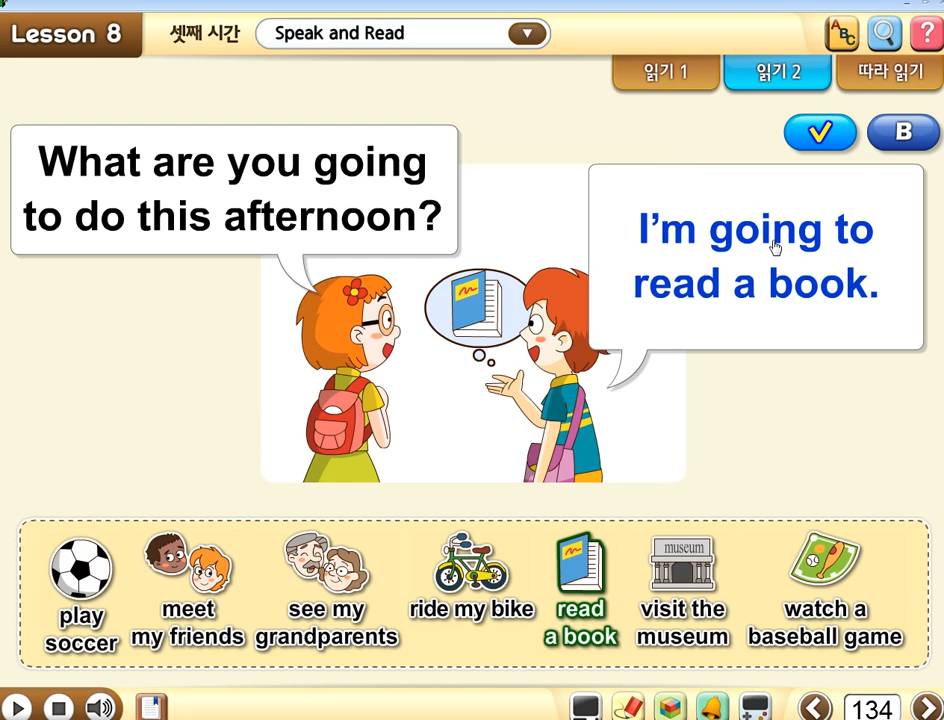 Lesson 8
셋째 시간
Speak and Read
ABC
?
읽기 1
읽기 2
따라 읽기
B
What are you going
to do this afternoon?
I'm going to
read a book.
museum
play
soccer
meet
my friends
see my
grandparents
ride my bike
read
a book
visit the
museum
watch a
baseball game
134